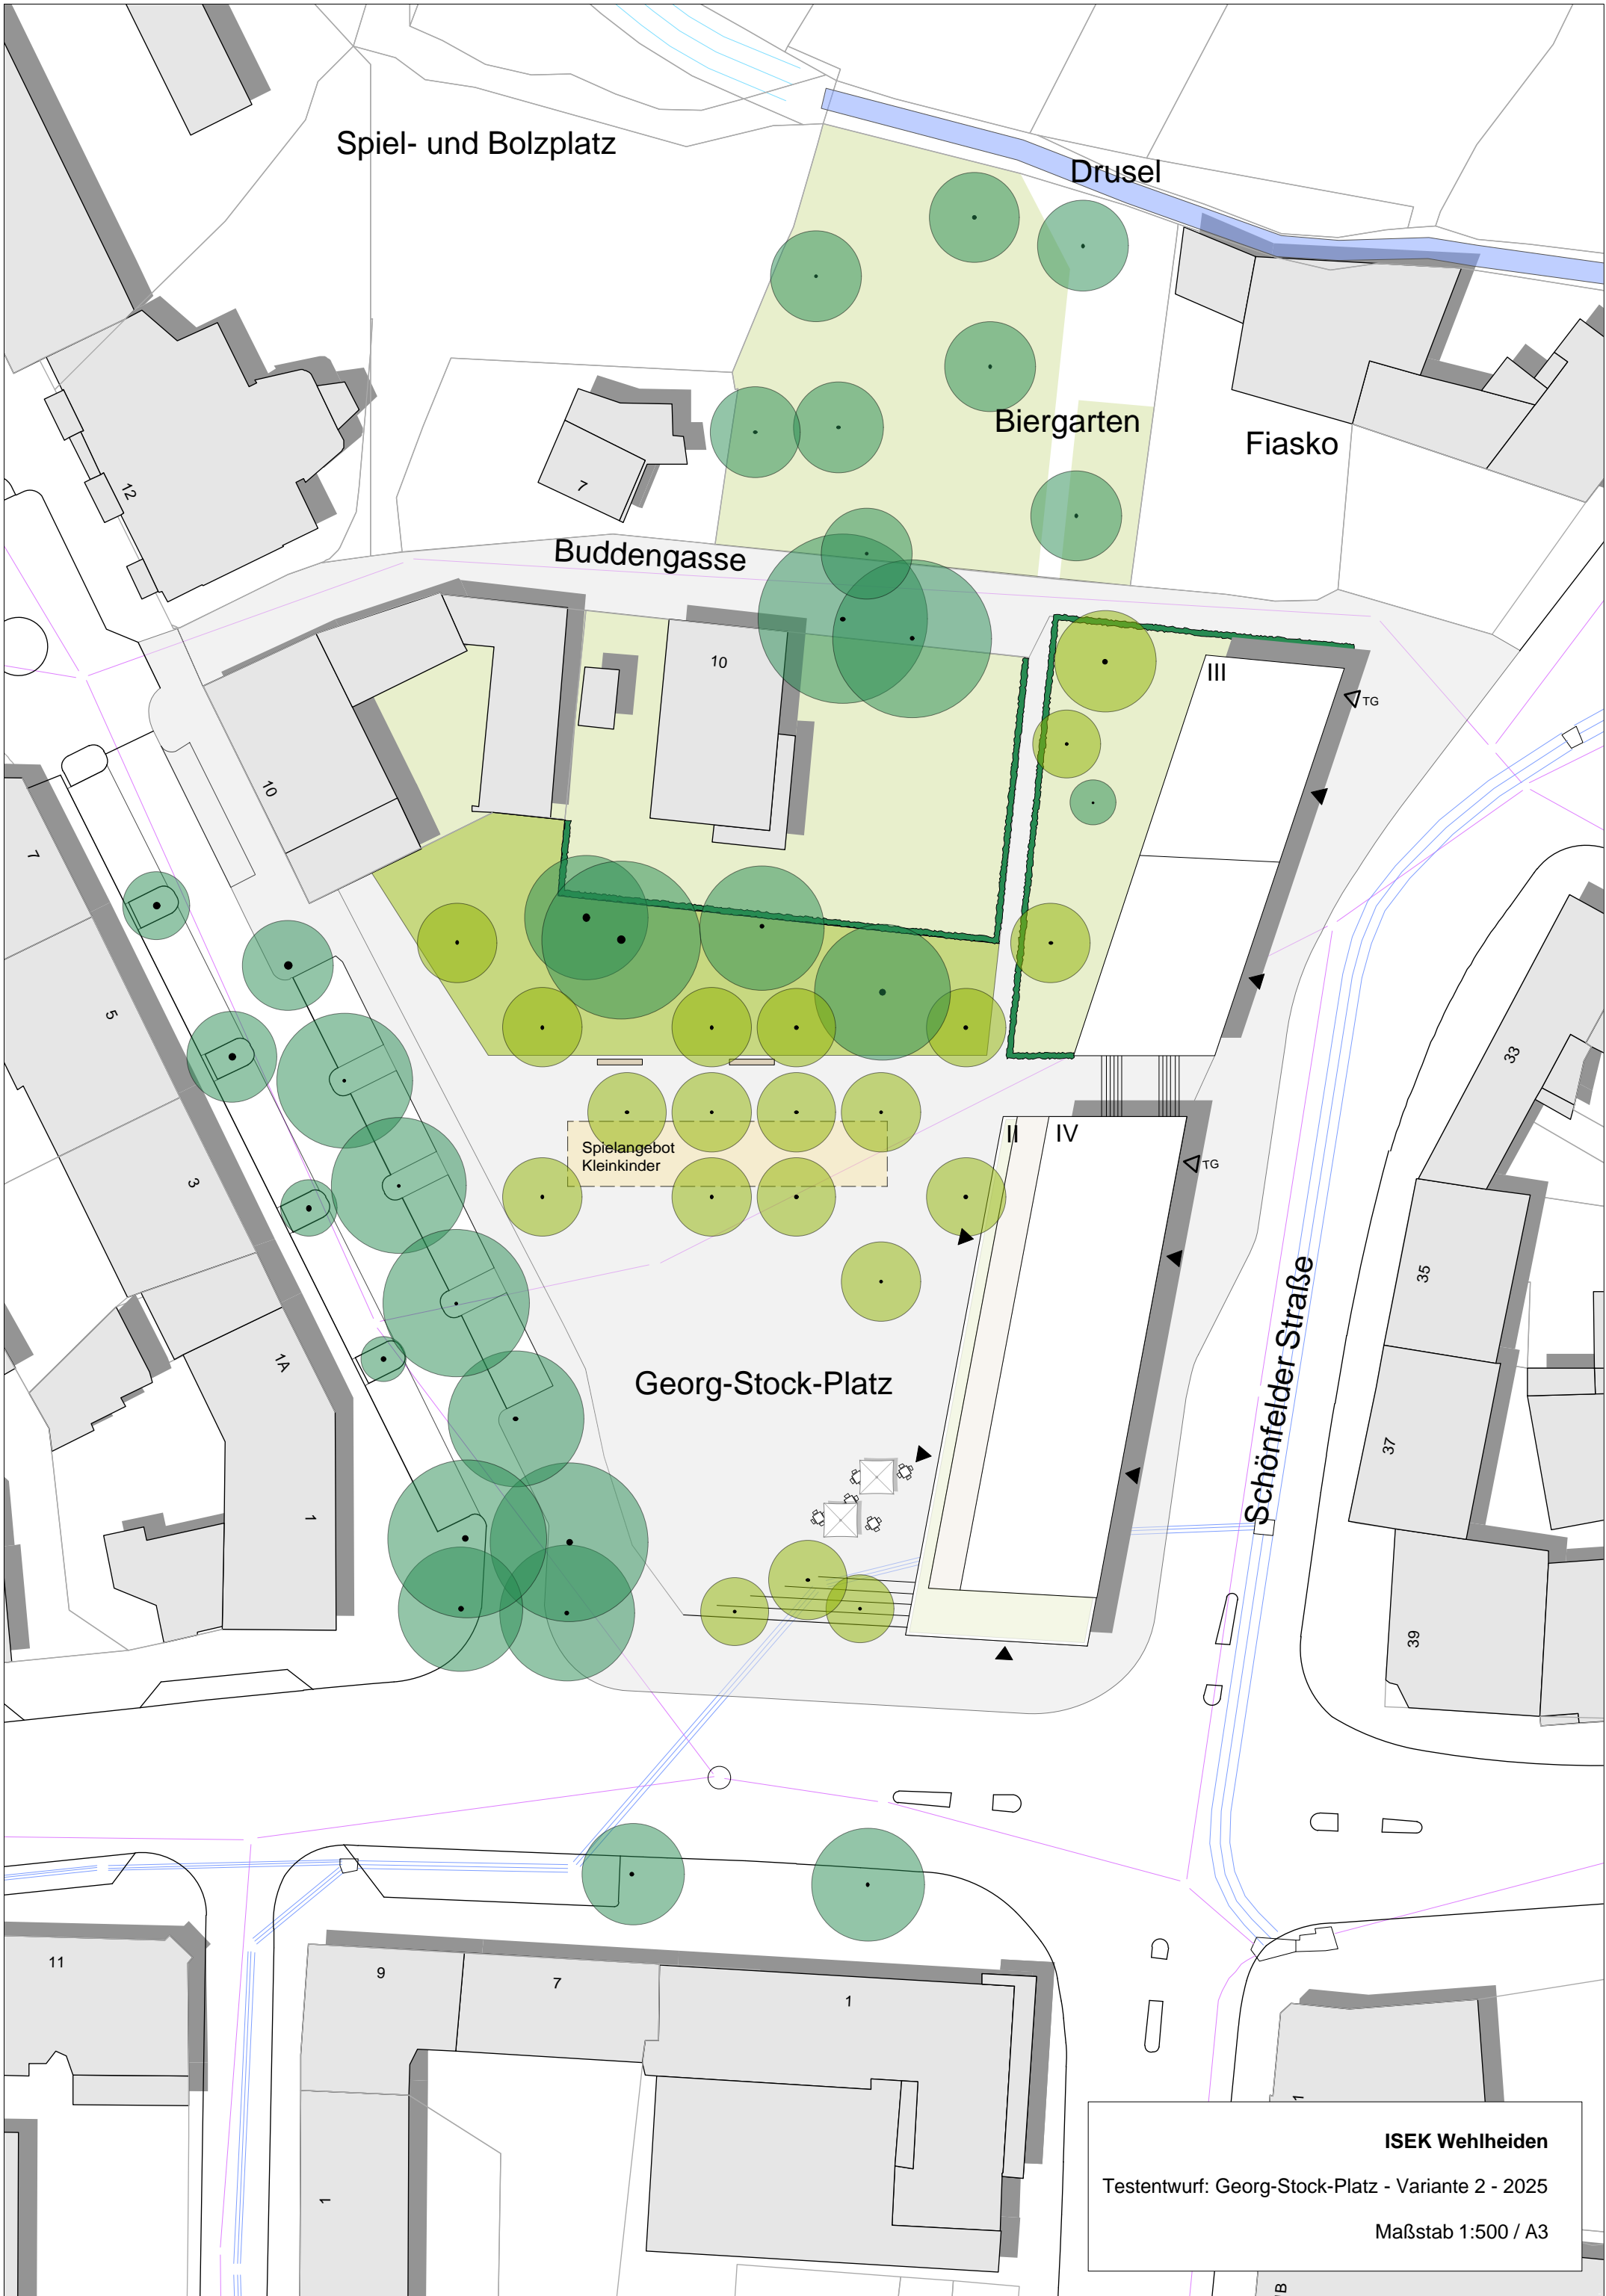 Spiel- und Bolzplatz
Drusel
Biergarten
Fiasko
12
7
Buddengasse
10
III
TG
10
7
5
33
3
Spielangebot
Kleinkinder
II
IV
TG
35
1A
Georg-Stock-Platz
Schönfelder Straße
37
1
39
11
9
7
1
1
1
ISEK Wehlheiden
Testentwurf: Georg-Stock-Platz - Variante 2 - 2025
Maßstab 1:500 / A3
B